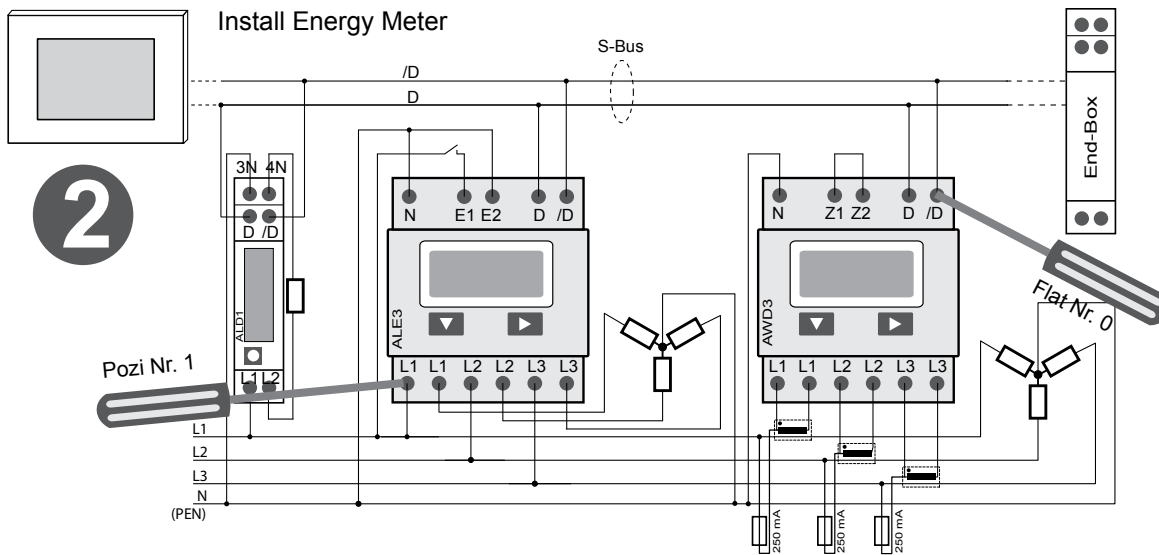 Install Energy Meter
S-Bus
/D
D
End-Box
2
3N 4N
D /D
ALD1
L1 L2
N E1 E2 D /D
ALE3
L1 L1 L2 L2 L3 L3
N Z1 Z2 D /D
AWD3
L1 L1 L2 L2 L3 L3
Flat Nr. 0
Pozi Nr. 1
L1
L2
L3
N
(PEN)
250 mA
250 mA
250 mA